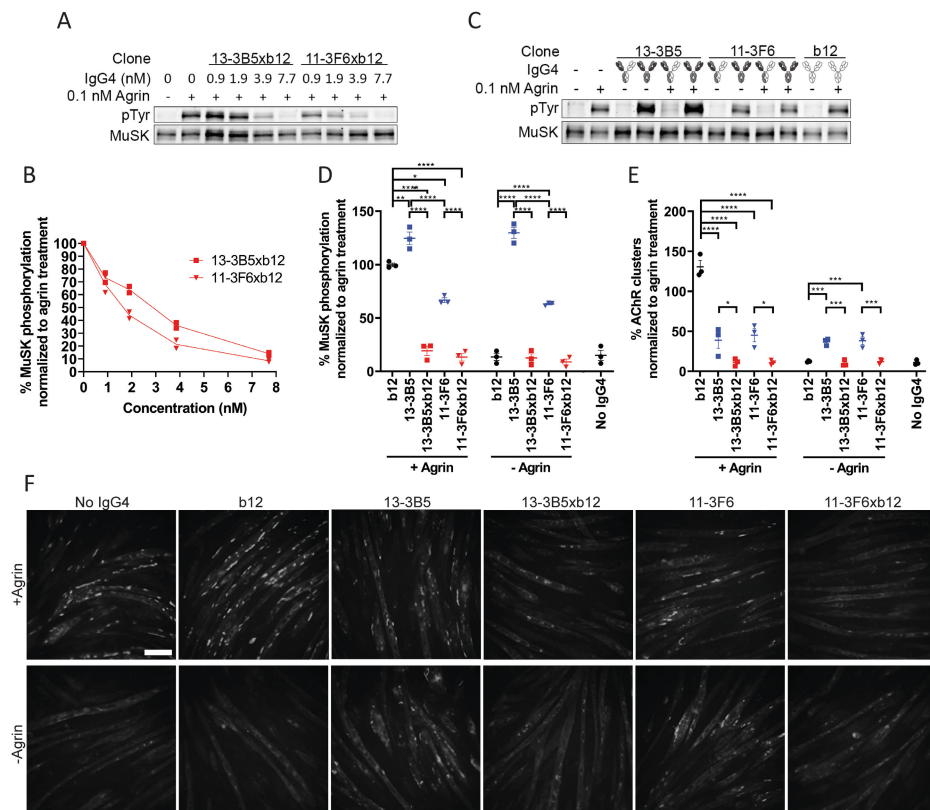 A
Clone 13-3B5xb12 11-3F6xb12
IgG4 (nM) 0 0 0.9 1.9 3.9 7.7 0.9 1.9 3.9 7.7
0.1 nM Agrin - + + + + + + + + +
pTyr
MuSK
C
Clone 13-3B5 11-3F6 b12
IgG4 - -
0.1 nM Agrin - + - - + + - - + + - +
pTyr
MuSK
B
% MuSK phosphorylation
normalized to agrin treatment
100
90
80
70
60
50
40
30
20
10
0
13-3B5xb12
11-3F6xb12
0 2 4 6 8
Concentration (nM)
D
% MuSK phosphorylation
normalized to agrin treatment
150
100
50
0
****
*
****
** ****
**** ****
****
**** ****
**** ****
b12 13-3B5 13-3B5xb12 11-3F6 11-3F6xb12 b12 13-3B5 13-3B5xb12 11-3F6 11-3F6xb12 No IgG4
+ Agrin - Agrin
E
% AChR clusters
normalized to agrin treatment
200
150
100
50
0
****
****
****
****
* *
***
***
*** ***
b12 13-3B5 13-3B5xb12 11-3F6 11-3F6xb12 b12 13-3B5 13-3B5xb12 11-3F6 11-3F6xb12 No IgG4
+ Agrin - Agrin
F
No IgG4 b12 13-3B5 13-3B5xb12 11-3F6 11-3F6xb12
+Agrin
-Agrin